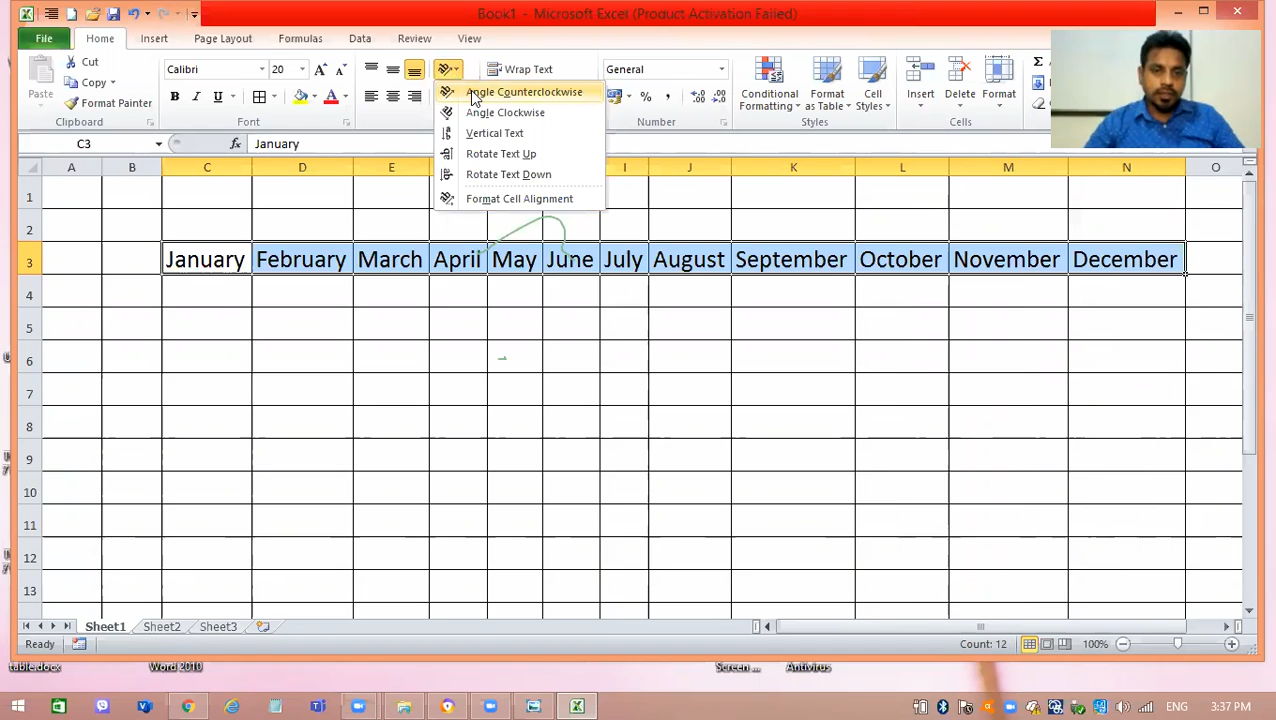 Book1 - Microsoft Excel (Product Activation Failed)
File Home Insert Page Layout Formulas Data Review View
Cut
Copy
Format Painter
Paste
Clipboard
Calibri 20
B I U
Font
Wrap Text
General
Number
Conditional Formatting
Format as Table
Cell Styles
Styles
Insert Delete Format
Cells
Angle Counterclockwise
Angle Clockwise
Vertical Text
Rotate Text Up
Rotate Text Down
Format Cell Alignment
C3 fx January
A B C D E I J K L M N O
1
2
3 January February March April May June July August September October November December
4
5
6
7
8
9
10
11
12
13
Sheet1 Sheet2 Sheet3
Ready Count: 12 100%
table.docx Word 2010 Screen ... Antivirus
ENG 3:37 PM